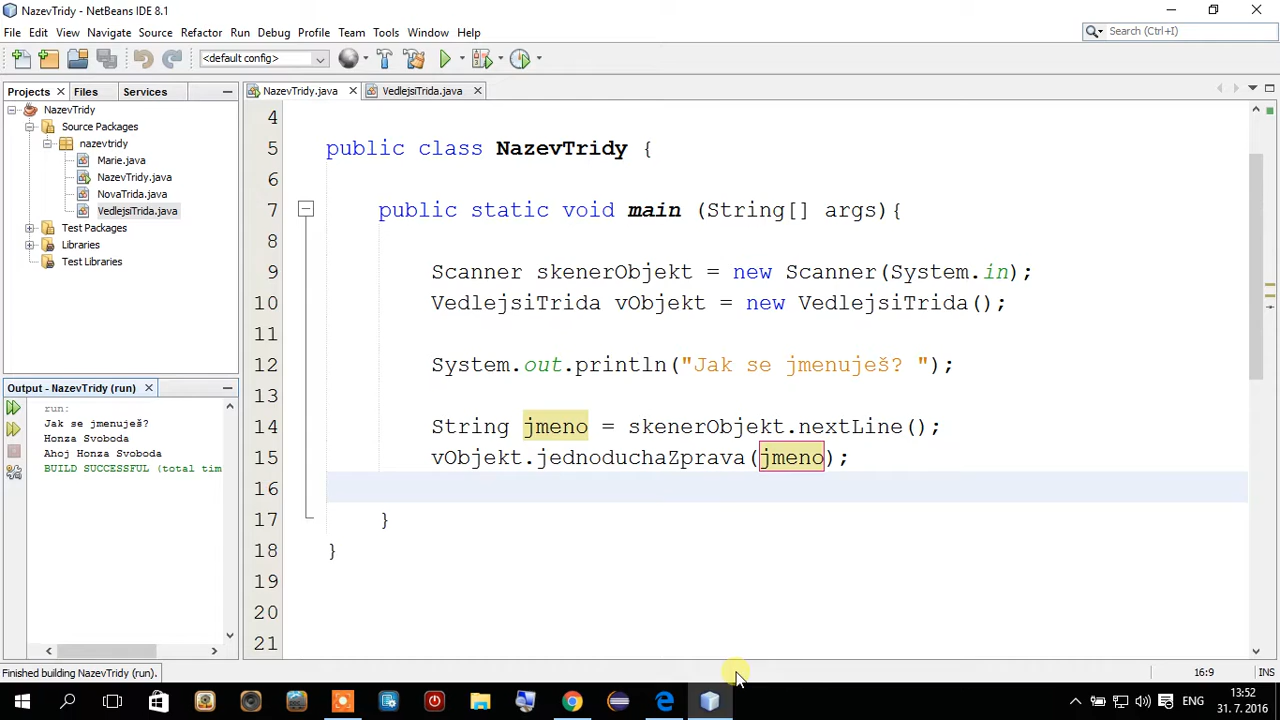 NazevTridy - NetBeans IDE 8.1
File Edit View Navigate Source Refactor Run Debug Profile Team Tools Window Help
Search (Ctrl+I)
<default config>
Projects Files Services
NazevTridy.java VedlejsiTrida.java
NazevTridy
Source Packages
nazevtridy
Marie.java
NazevTridy.java
NovaTrida.java
VedlejsiTrida.java
Test Packages
Libraries
Test Libraries
4
5 public class NazevTridy {
6
7 public static void main (String[] args){
8
9 Scanner skenerObjekt = new Scanner(System.in);
10 VedlejsiTrida vObjekt = new VedlejsiTrida();
11
12 System.out.println("Jak se jmenuješ? ");
13
14 String jmeno = skenerObjekt.nextLine();
15 vObjekt.jednoduchaZprava(jmeno);
16
17 }
18 }
19
20
21
Output - NazevTridy (run)
run:
Jak se jmenuješ?
Honza Svoboda
Ahoj Honza Svoboda
BUILD SUCCESSFUL (total tim
Finished building NazevTridy (run).
16:9 INS
ENG
13:52
31. 7. 2016